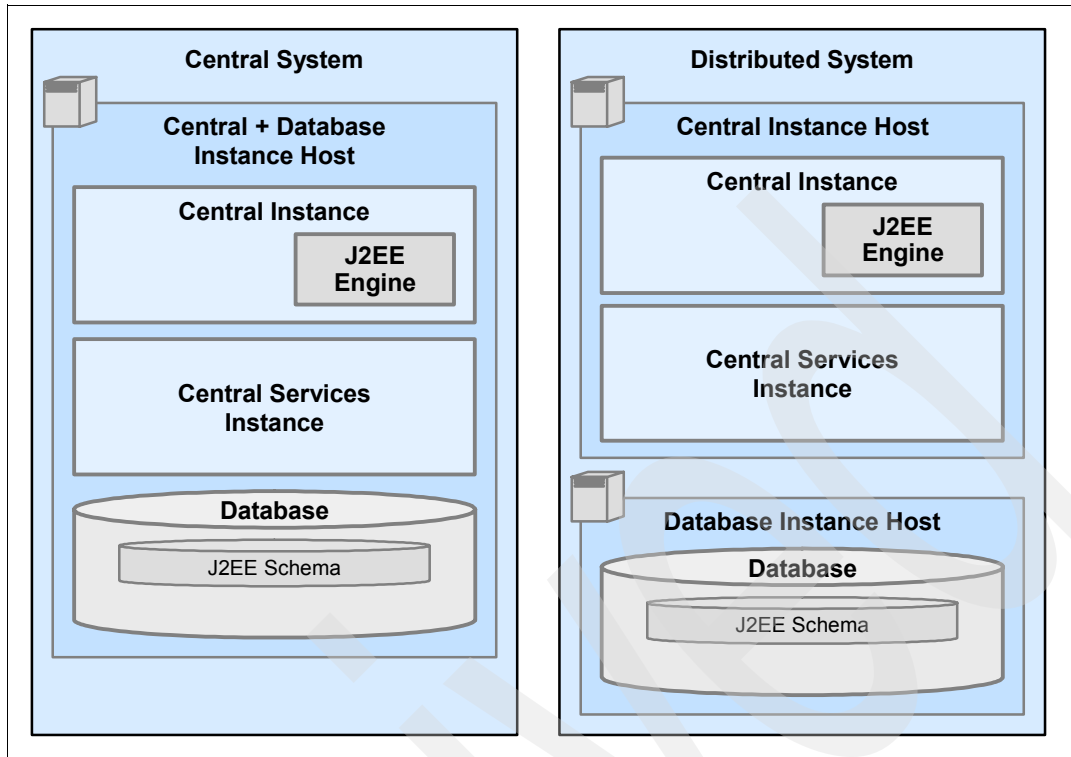 Central System
Central + Database
Instance Host
Central Instance
J2EE
Engine
Central Services
Instance
Database
J2EE Schema
Distributed System
Central Instance Host
Central Instance
J2EE
Engine
Central Services
Instance
Database Instance Host
Database
J2EE Schema